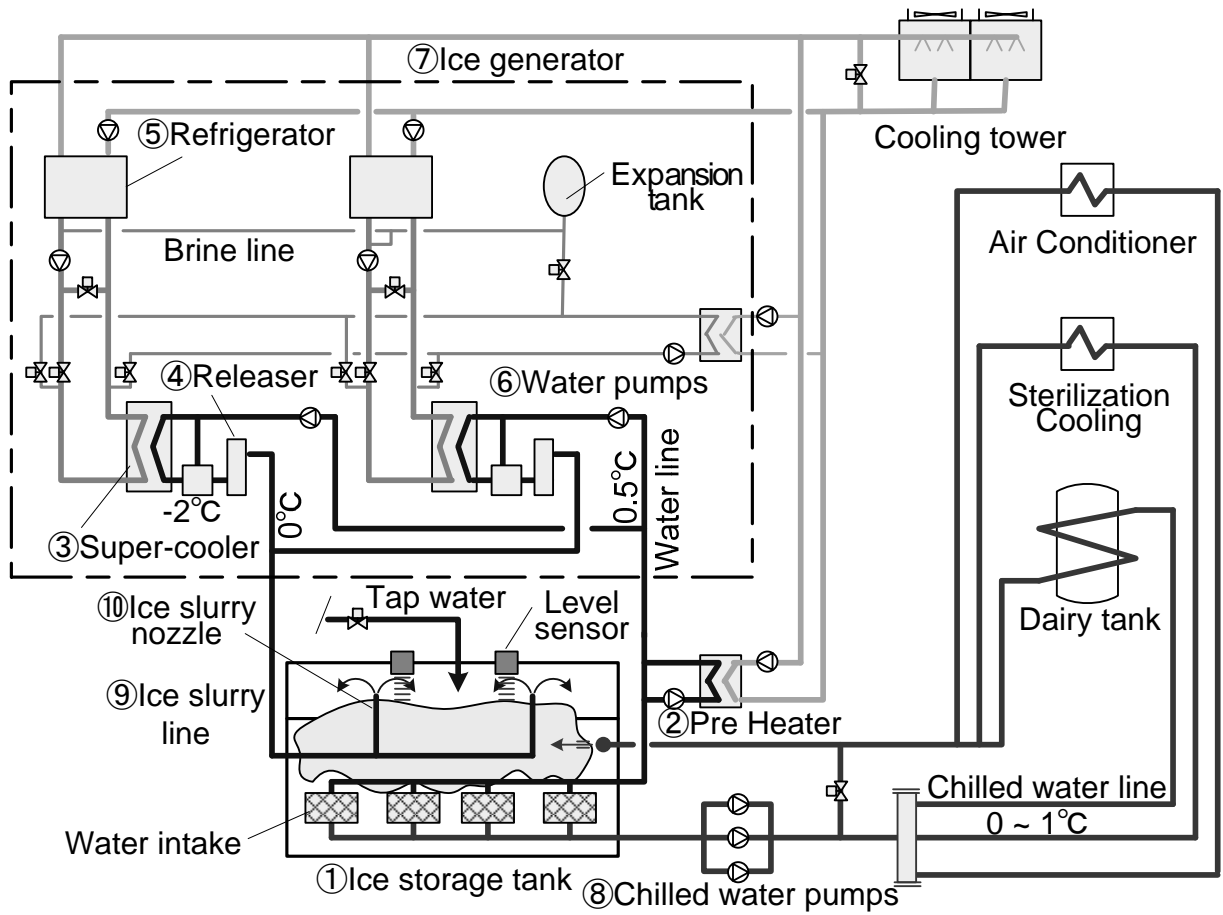 ⑦Ice generator
Cooling tower
⑤Refrigerator
Expansion
tank
Brine line
Air Conditioner
④Releaser
⑥Water pumps
Sterilization
Cooling
-2℃
0℃
0.5℃
Water line
③Super-cooler
⑩Ice slurry
nozzle
Tap water
Level
sensor
Dairy tank
⑨Ice slurry
line
②Pre Heater
Chilled water line
0 ~ 1℃
Water intake
①Ice storage tank
⑧Chilled water pumps